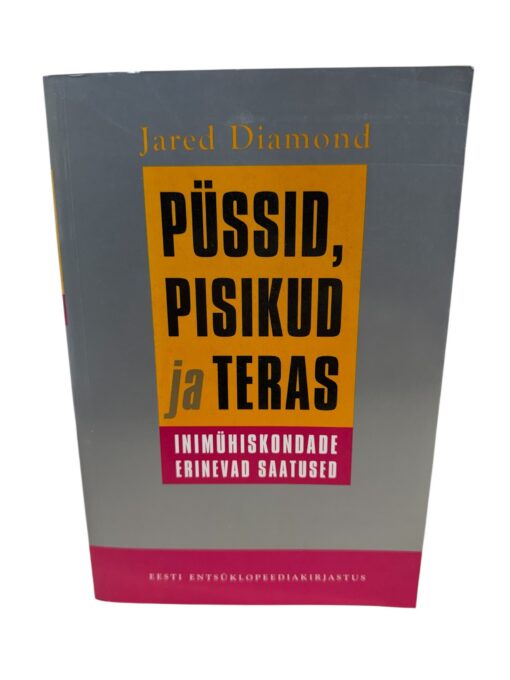 Jared Diamond
PÜSSID,
PISIKUD
ja TERAS
INIMÜHISKONDADE
ERINEVAD SAATUSED
EESTI ENTSÜKLOPEEDIAKIRJASTUS